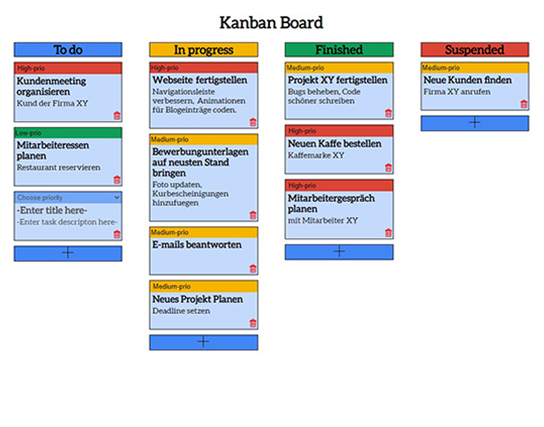 Kanban Board
To do
High-prio
Kundenmeeting
organisieren
Kund der Firma XY
Low-prio
Mitarbeiteressen
planen
Restaurant reservieren
Choose priority
-Enter title here-
-Enter task descripton here-
+
In progress
High-prio
Webseite fertigstellen
Navigationsleiste
verbessern, Animationen
für Blogeinträge coden.
Medium-prio
Bewerbungunterlagen
auf neusten Stand
bringen
Foto updaten,
Kurbescheinigungen
hinzufuegen
Medium-prio
E-mails beantworten
Medium-prio
Neues Projekt Planen
Deadline setzen
+
Finished
Medium-prio
Projekt XY fertigstellen
Bugs beheben, Code
schöner schreiben
High-prio
Neuen Kaffe bestellen
Kaffemarke XY
High-prio
Mitarbeitergespräch
planen
mit Mitarbeiter XY
+
Suspended
Medium-prio
Neue Kunden finden
Firma XY anrufen
+